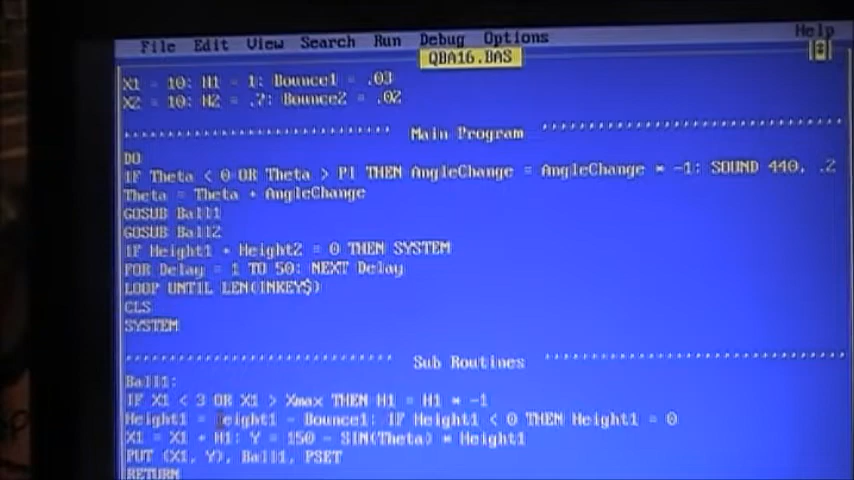 File Edit View Search Run Debug Options Help
QBA16.BAS
X1 = 10: H1 = 1: Bounce1 = .03
X2 = 10: H2 = .7: Bounce2 = .02
'''''''''''''''''''''''''''''''' Main Program ''''''''''''''''''''''''''''''''''''
DO
IF Theta < 0 OR Theta > PI THEN AngleChange = AngleChange * -1: SOUND 440, .2
Theta = Theta + AngleChange
GOSUB Ball1
GOSUB Ball2
IF Height1 + Height2 = 0 THEN SYSTEM
FOR Delay = 1 TO 50: NEXT Delay
LOOP UNTIL LEN(INKEY$)
CLS
SYSTEM
'''''''''''''''''''''''''''''''' Sub Routines ''''''''''''''''''''''''''''''''''''
Ball1:
IF X1 < 3 OR X1 > Xmax THEN H1 = H1 * -1
Height1 = Height1 - Bounce1: IF Height1 < 0 THEN Height1 = 0
X1 = X1 + H1: Y = 150 - SIN(Theta) * Height1
PUT (X1, Y), Ball1, PSET
RETURN